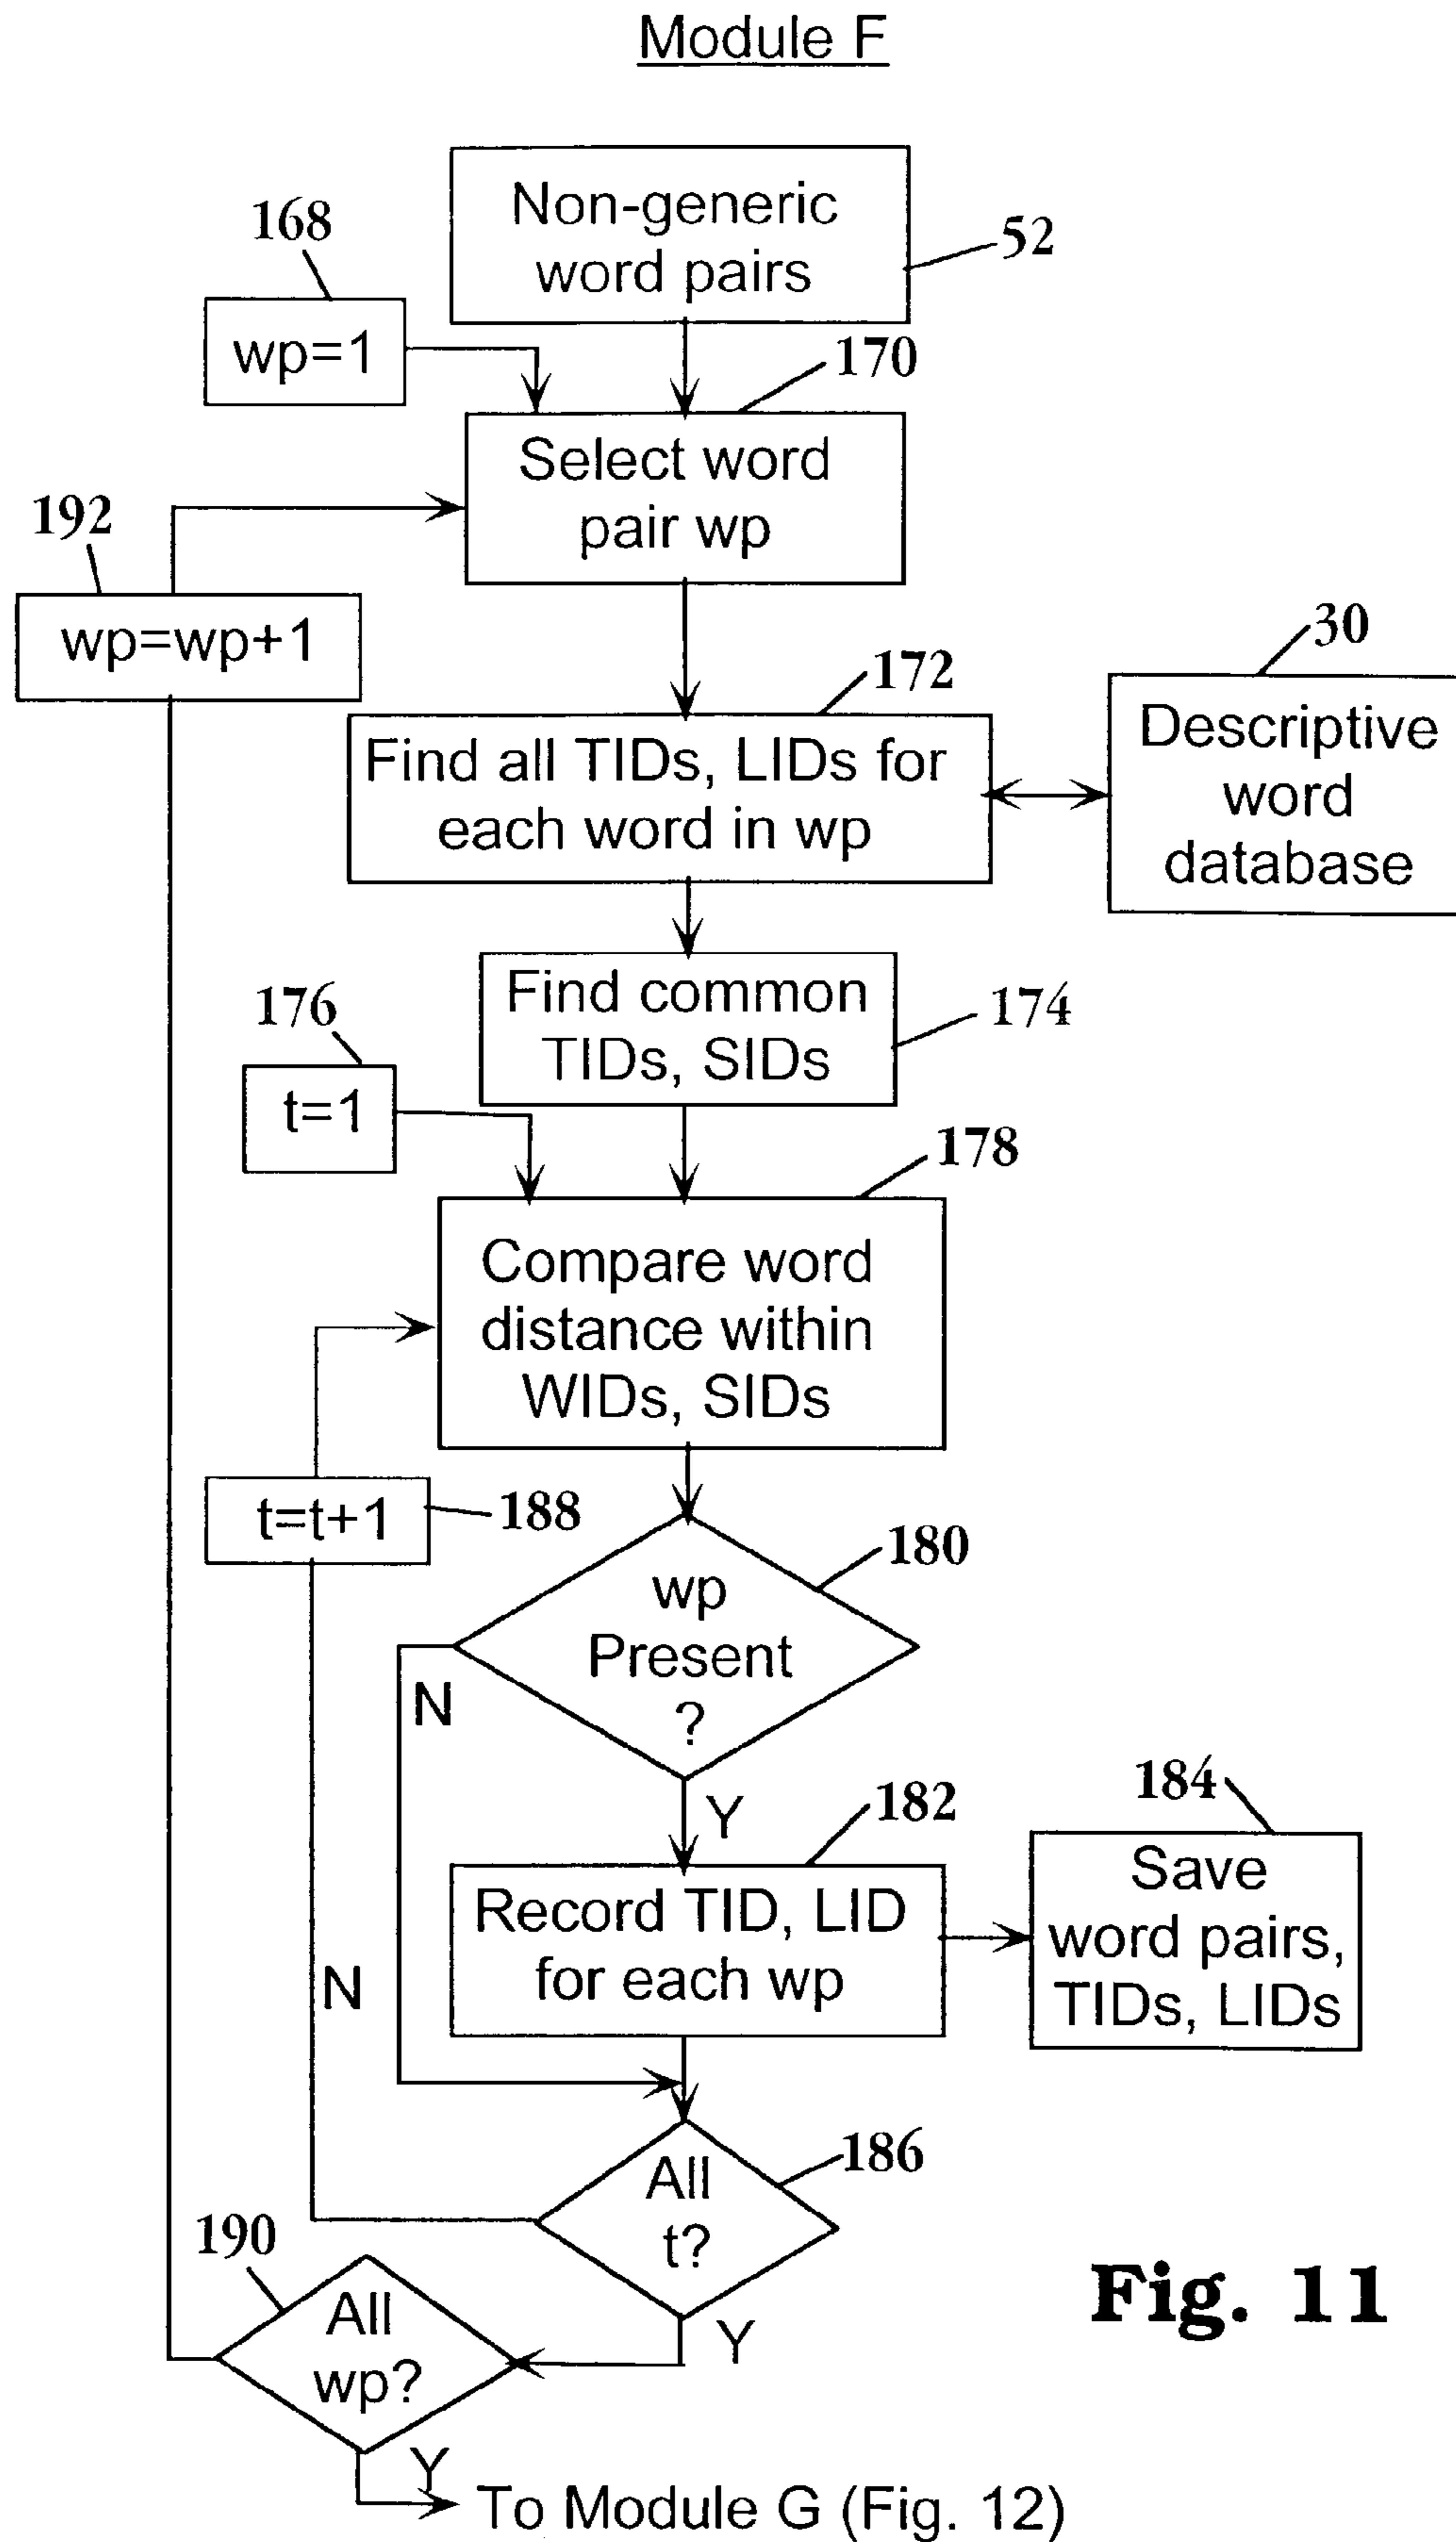 Module F
Non-generic
word pairs
52
168
wp=1
170
Select word
pair wp
192
wp=wp+1
30
172
Find all TIDs, LIDs for
each word in wp
Descriptive
word
database
Find common
TIDs, SIDs
174
176
t=1
178
Compare word
distance within
WIDs, SIDs
t=t+1
188
180
wp
Present
?
N
Y
182
184
Record TID, LID
for each wp
Save
word pairs,
TIDs, LIDs
N
186
All
t?
Y
190
All
wp?
Y
Fig. 11
To Module G (Fig. 12)